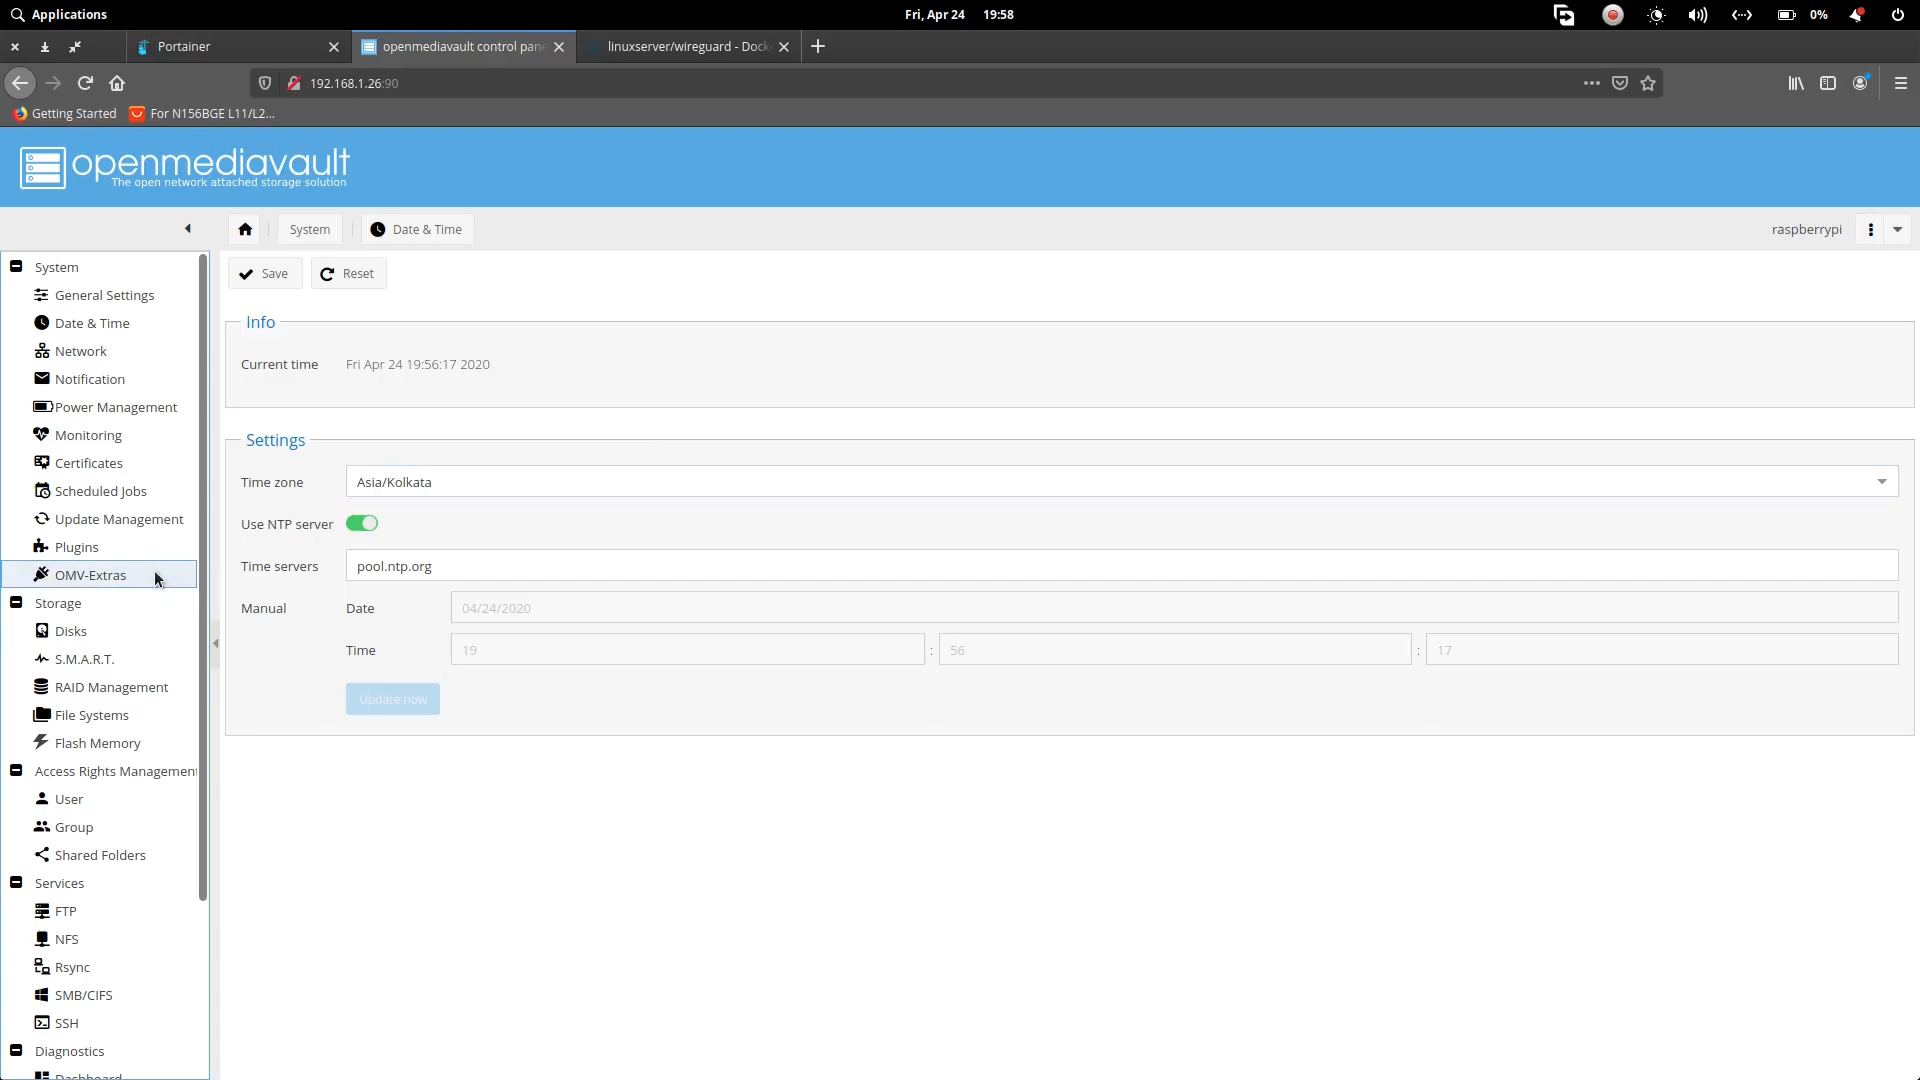 Applications
Fri, Apr 24 19:58
0%
Portainer
openmediavault control pane
linuxserver/wireguard - Dock
192.168.1.26:90
Getting Started
For N156BGE L11/L2...
openmediavault
The open network attached storage solution
System
Date & Time
raspberrypi
System
General Settings
Date & Time
Network
Notification
Power Management
Monitoring
Certificates
Scheduled Jobs
Update Management
Plugins
OMV-Extras
Storage
Disks
S.M.A.R.T.
RAID Management
File Systems
Flash Memory
Access Rights Management
User
Group
Shared Folders
Services
FTP
NFS
Rsync
SMB/CIFS
SSH
Diagnostics
Dashboard
Save
Reset
Info
Current time Fri Apr 24 19:56:17 2020
Settings
Time zone Asia/Kolkata
Use NTP server
Time servers pool.ntp.org
Manual Date 04/24/2020
Time 19 : 56 : 17
Update now